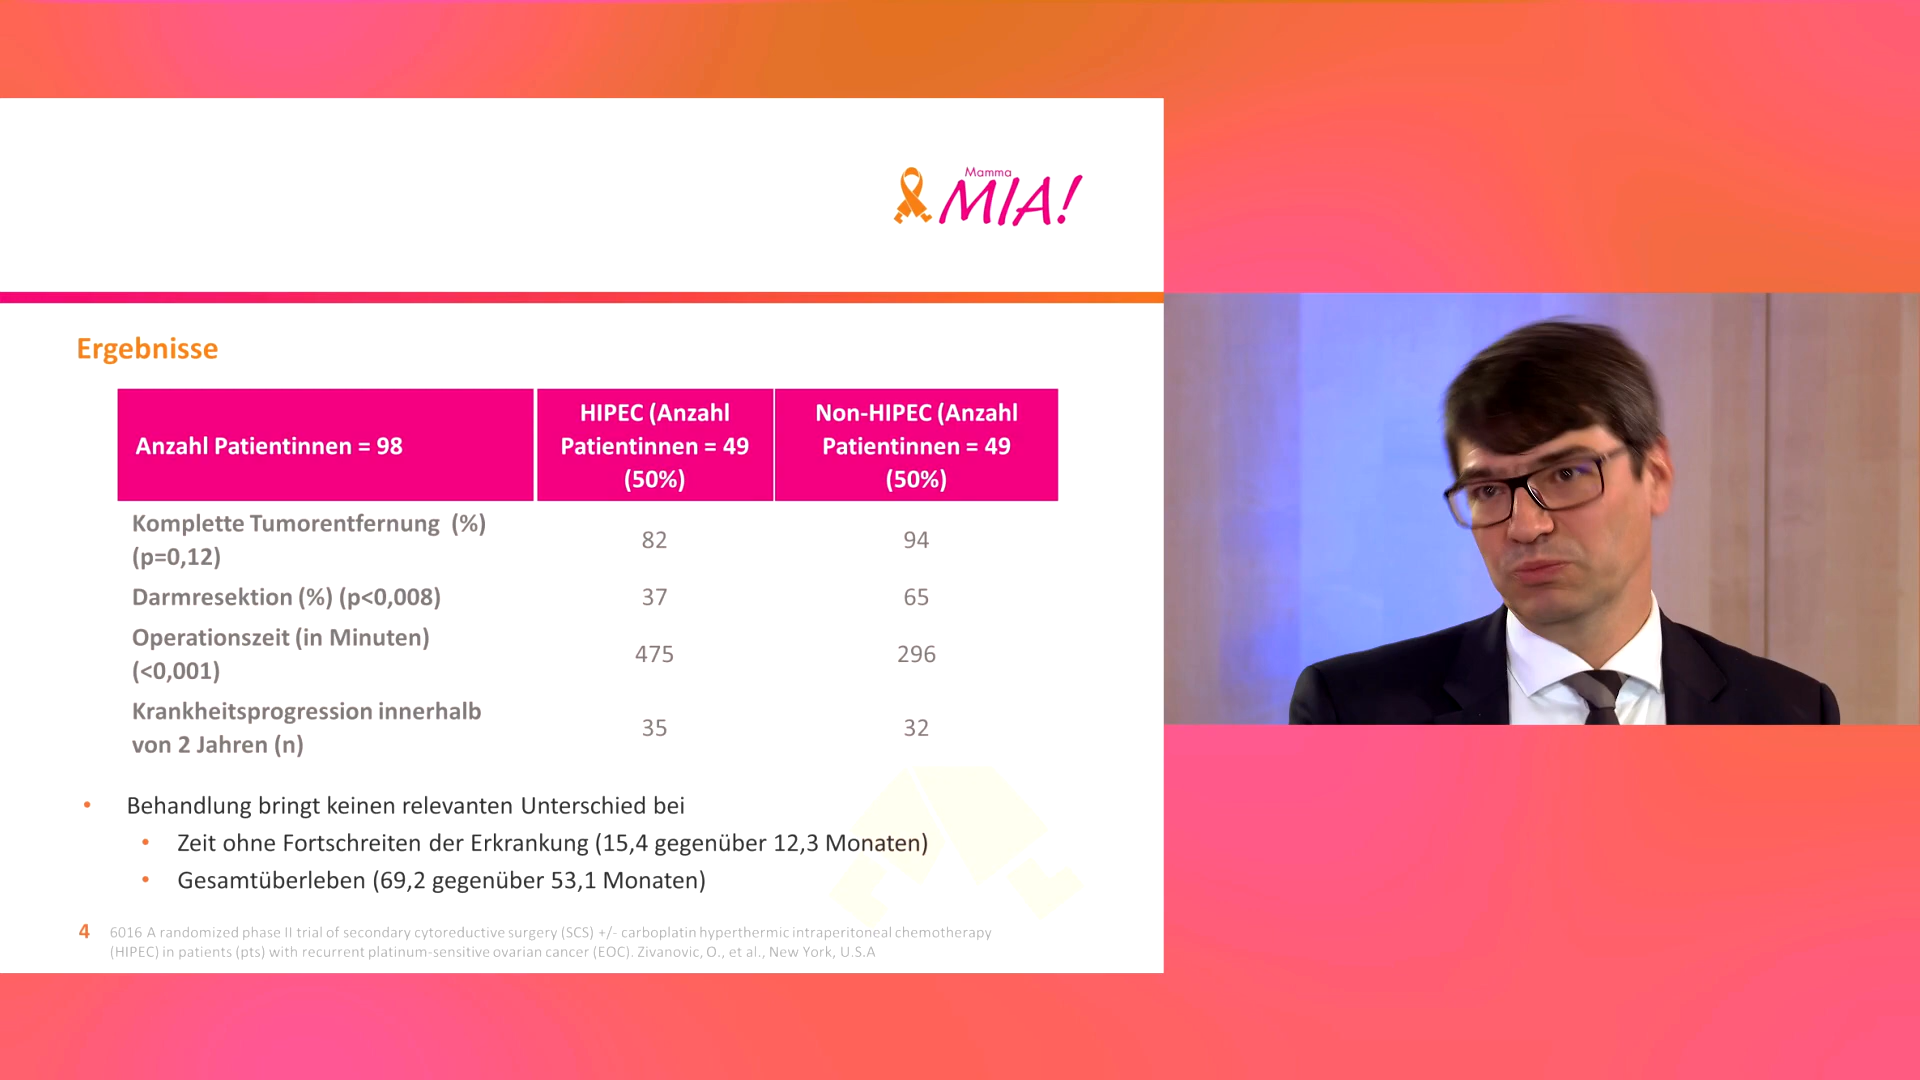 Mamma
MIA!
Ergebnisse
Anzahl Patientinnen = 98
HIPEC (Anzahl
Patientinnen = 49
(50%)
Non-HIPEC (Anzahl
Patientinnen = 49
(50%)
Komplette Tumorentfernung (%)
(p=0,12)
82
94
Darmresektion (%) (p<0,008)
37
65
Operationszeit (in Minuten)
(<0,001)
475
296
Krankheitsprogression innerhalb
von 2 Jahren (n)
35
32
• Behandlung bringt keinen relevanten Unterschied bei
• Zeit ohne Fortschreiten der Erkrankung (15,4 gegenüber 12,3 Monaten)
• Gesamtüberleben (69,2 gegenüber 53,1 Monaten)
4
6016 A randomized phase II trial of secondary cytoreductive surgery (SCS) +/- carboplatin hyperthermic intraperitoneal chemotherapy
(HIPEC) in patients (pts) with recurrent platinum-sensitive ovarian cancer (EOC). Zivanovic, O., et al., New York, U.S.A